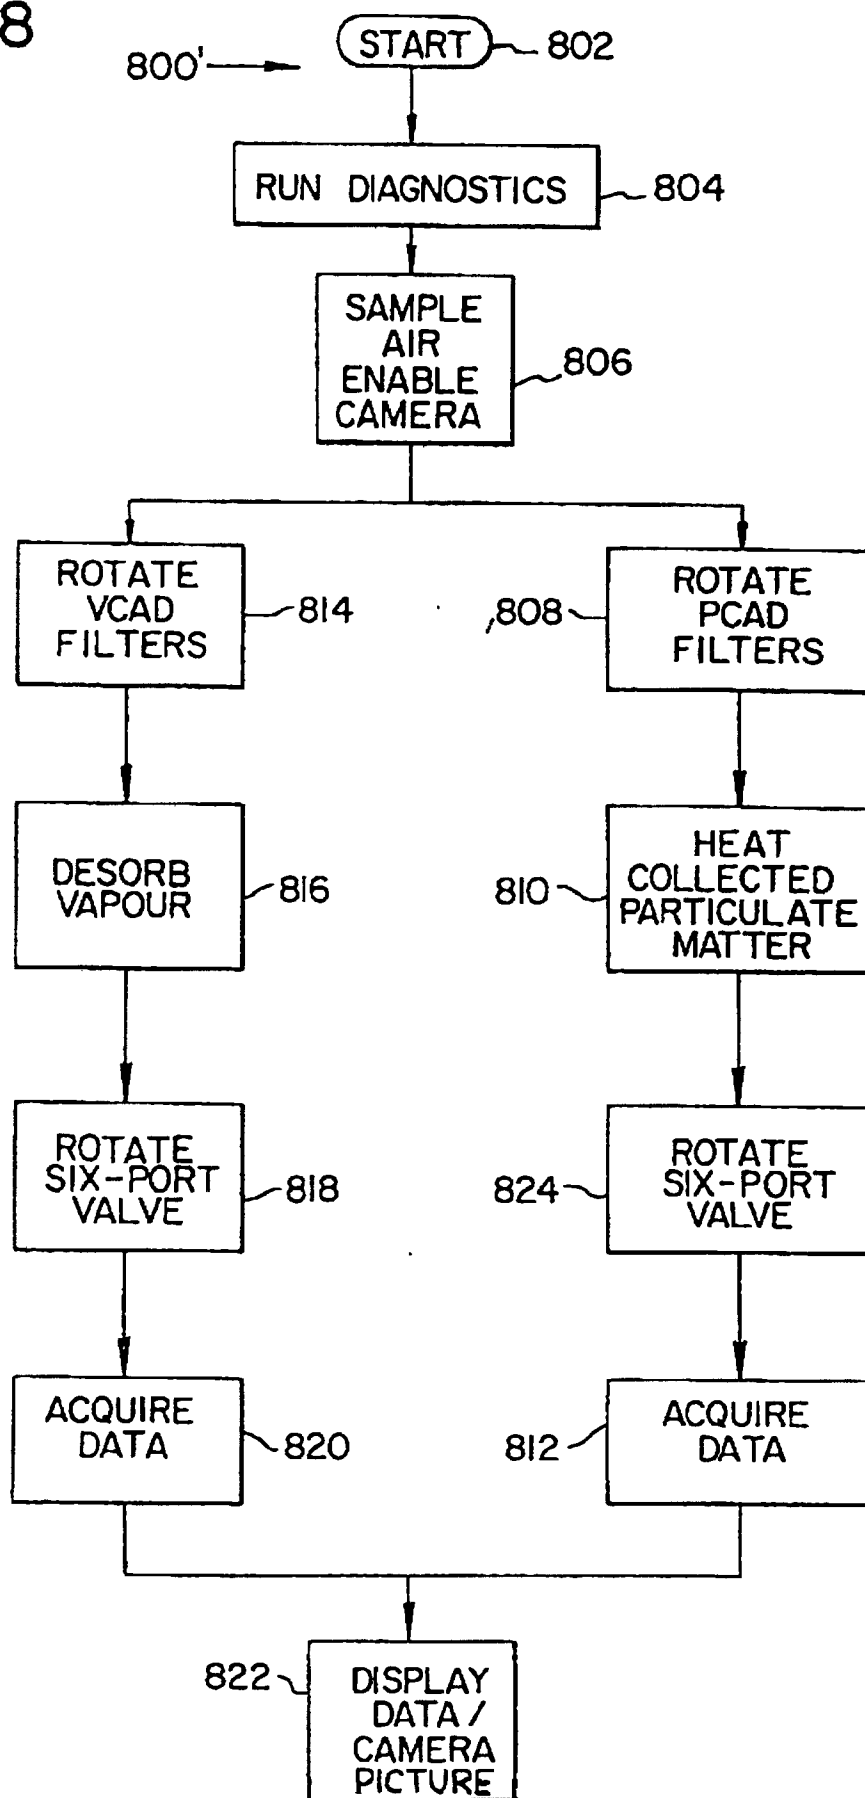 8
800'
START
802
RUN DIAGNOSTICS
804
SAMPLE
AIR
ENABLE
CAMERA
806
ROTATE
VCAD
FILTERS
814
808
ROTATE
PCAD
FILTERS
DESORB
VAPOUR
816
810
HEAT
COLLECTED
PARTICULATE
MATTER
ROTATE
SIX-PORT
VALVE
818
824
ROTATE
SIX-PORT
VALVE
ACQUIRE
DATA
820
812
ACQUIRE
DATA
822
DISPLAY
DATA/
CAMERA
PICTURE